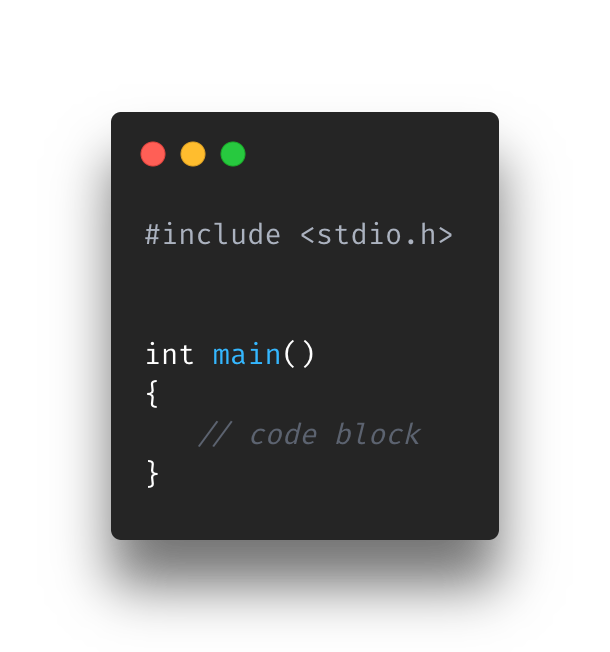 #include <stdio.h>
int main()
{
// code block
}